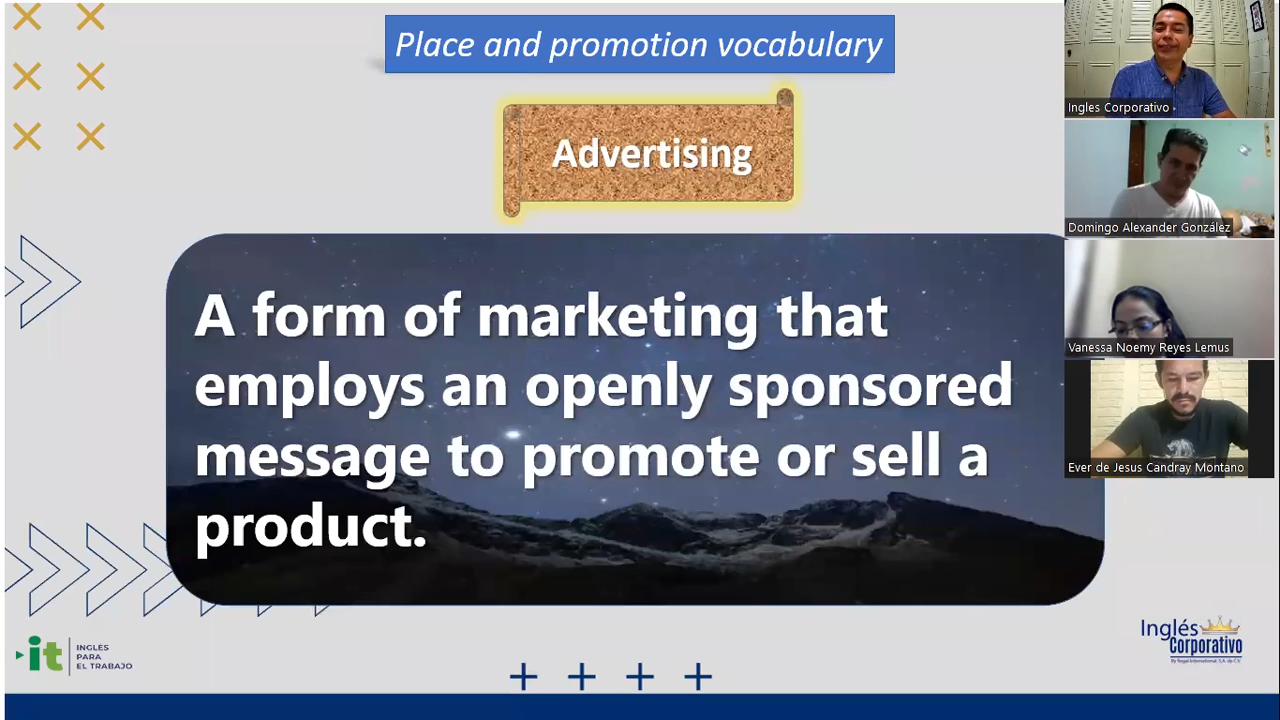 Place and promotion vocabulary
Advertising
A form of marketing that
employs an openly sponsored
message to promote or sell a
product.
Ingles Corporativo
Domingo Alexander González
Vanessa Noemy Reyes Lemus
Ever de Jesus Candray Montano
it
INGLÉS
PARA
EL TRABAJO
Inglés
Corporativo